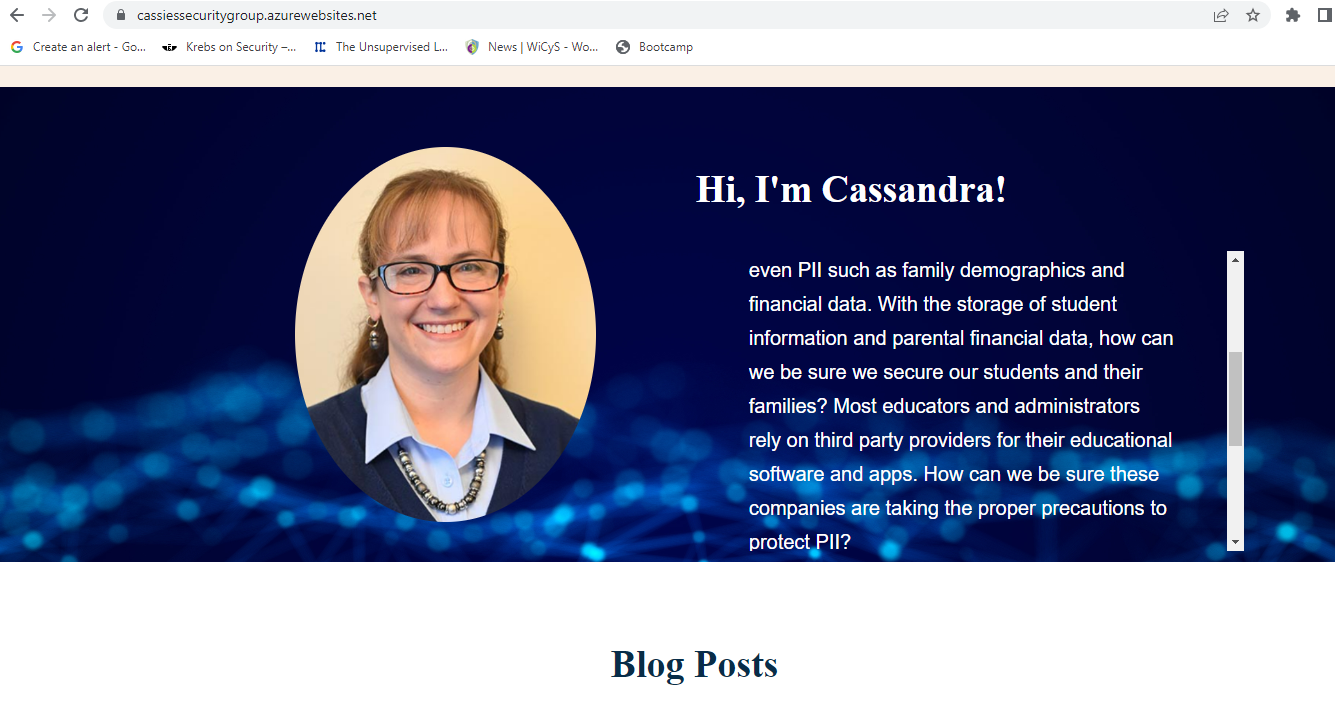 cassiessecuritygroup.azurewebsites.net
Create an alert - Go... Krebs on Security –... The Unsupervised L... News | WiCyS - Wo... Bootcamp
Hi, I'm Cassandra!
even PII such as family demographics and
financial data. With the storage of student
information and parental financial data, how can
we be sure we secure our students and their
families? Most educators and administrators
rely on third party providers for their educational
software and apps. How can we be sure these
companies are taking the proper precautions to
protect PII?
Blog Posts